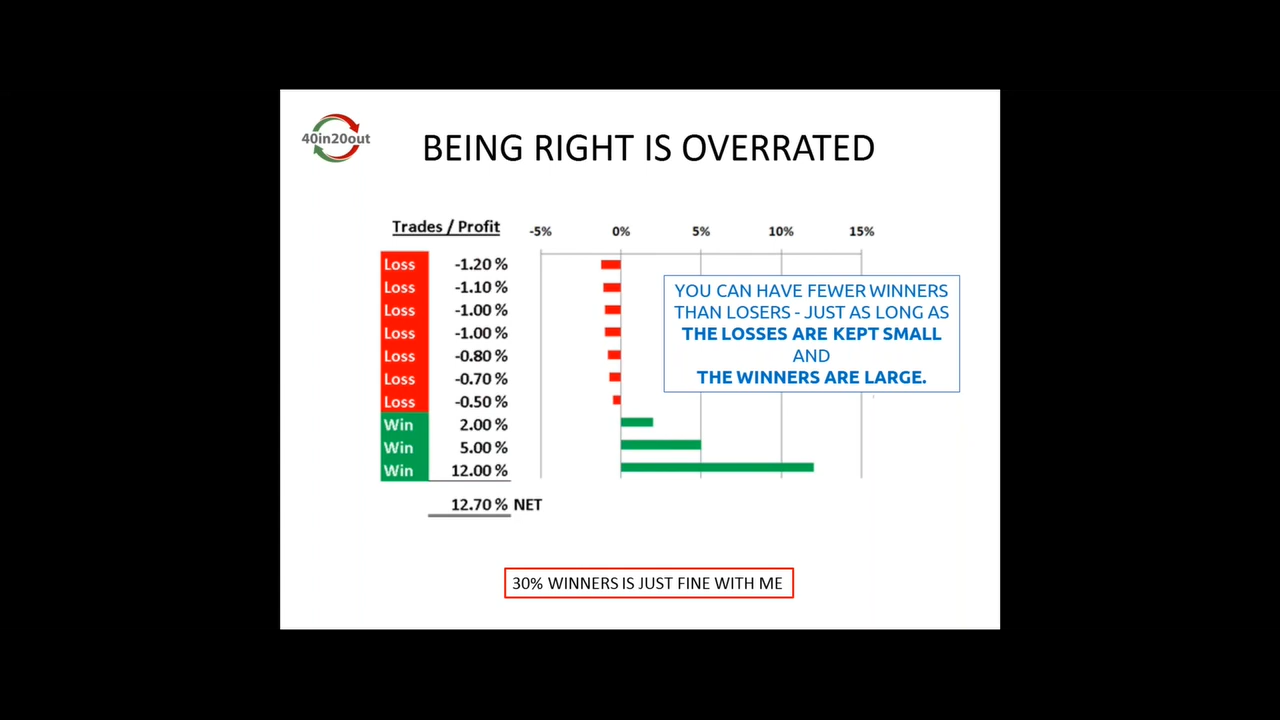 40in20out
BEING RIGHT IS OVERRATED
Trades / Profit
-5% 0% 5% 10% 15%
Loss -1.20 %
Loss -1.10 %
Loss -1.00 %
Loss -1.00 %
Loss -0.80 %
Loss -0.70 %
Loss -0.50 %
Win 2.00 %
Win 5.00 %
Win 12.00 %
12.70 % NET
YOU CAN HAVE FEWER WINNERS
THAN LOSERS - JUST AS LONG AS
THE LOSSES ARE KEPT SMALL
AND
THE WINNERS ARE LARGE.
30% WINNERS IS JUST FINE WITH ME